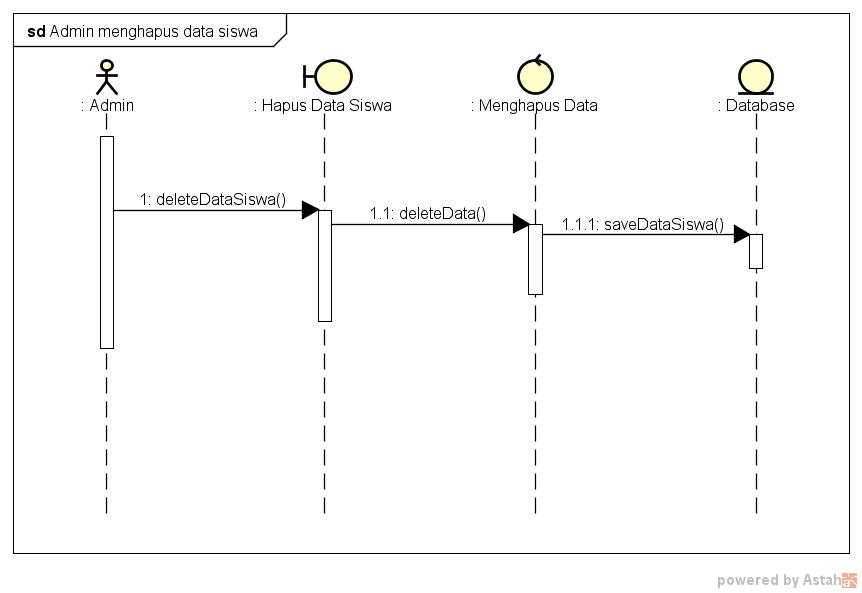 sd Admin menghapus data siswa
: Admin
: Hapus Data Siswa
: Menghapus Data
: Database
1: deleteDataSiswa()
1.1: deleteData()
1.1.1: saveDataSiswa()
powered by Astah